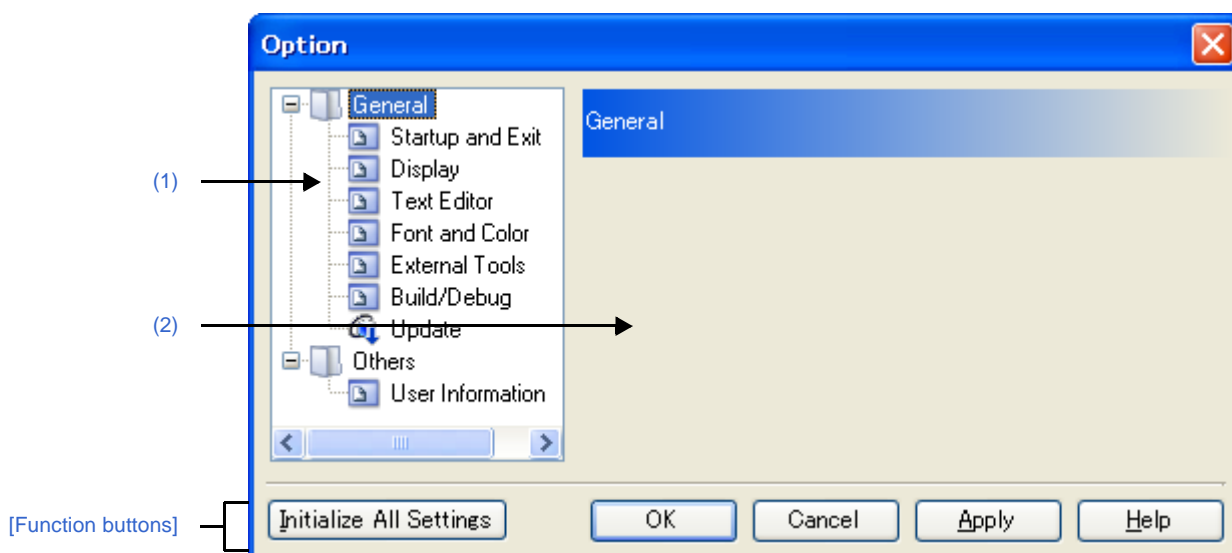 Option
General
Startup and Exit
Display
Text Editor
Font and Color
External Tools
Build/Debug
Update
Others
User Information
General
(1)
(2)
[Function buttons]
Initialize All Settings
OK
Cancel
Apply
Help